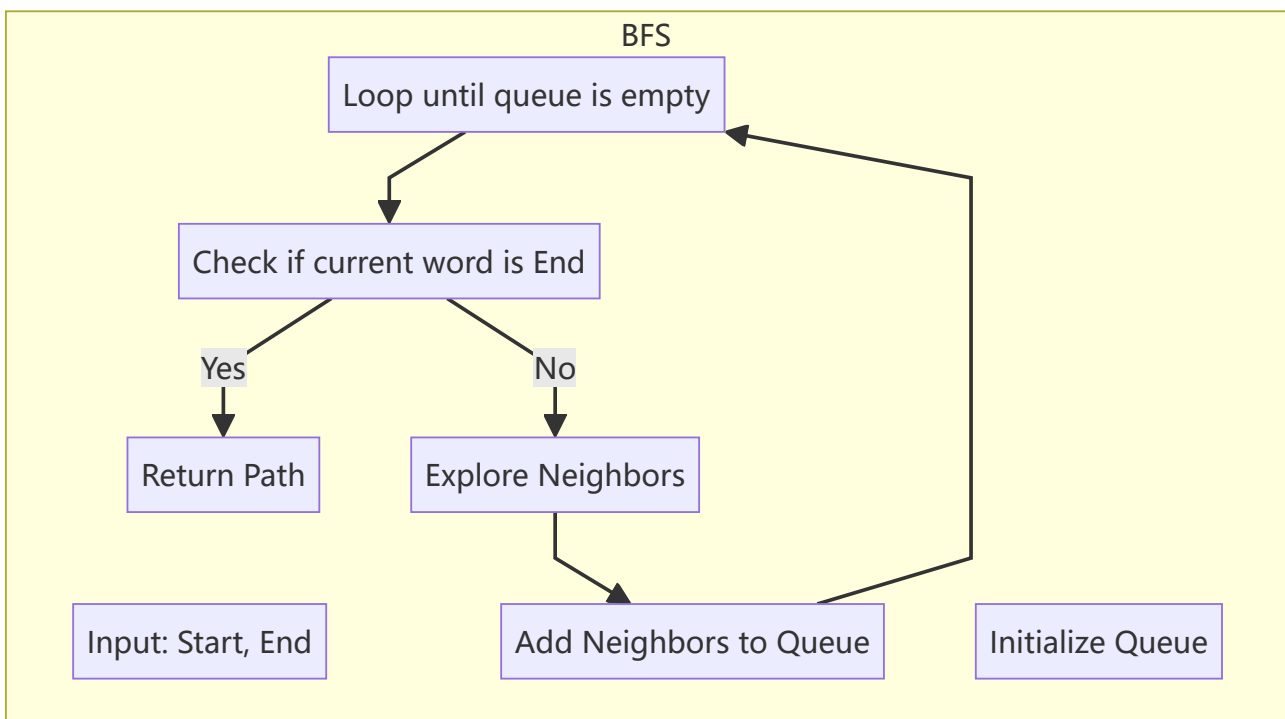 BFS
Loop until queue is empty
Check if current word is End
Yes
No
Return Path
Explore Neighbors
Input: Start, End
Add Neighbors to Queue
Initialize Queue